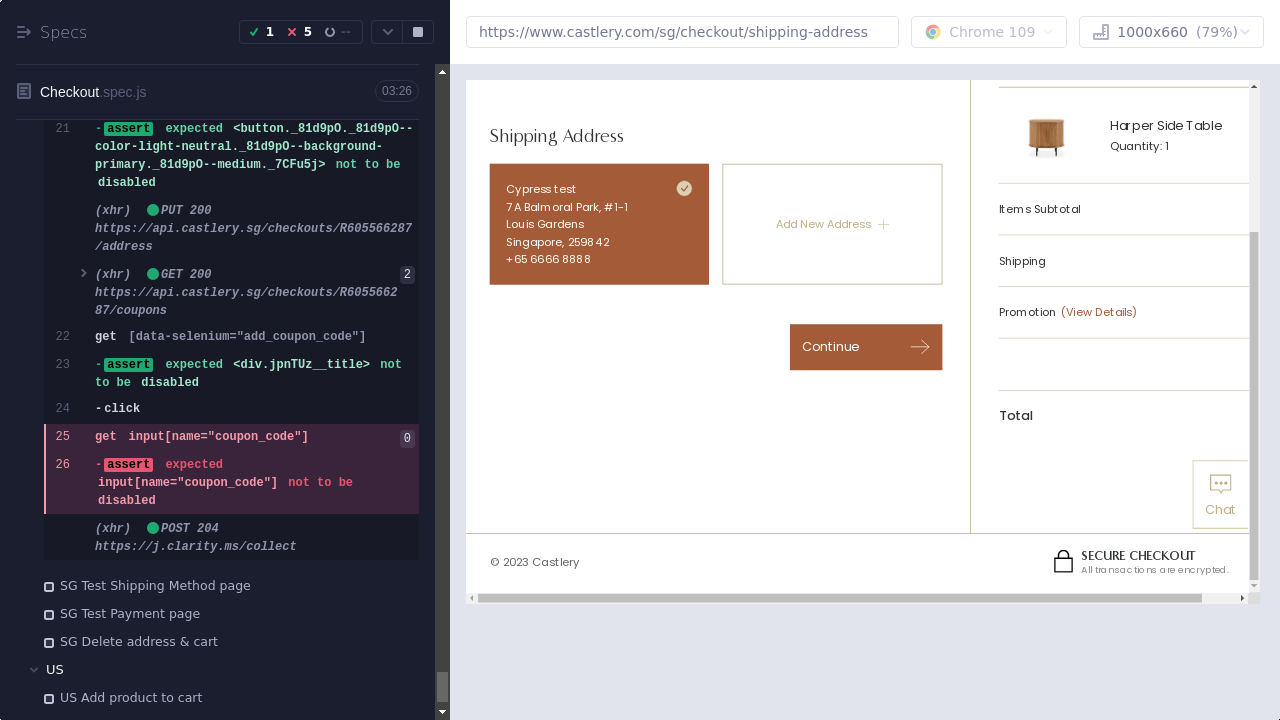 Specs
1
5
--
Checkout.spec.js
03:26
21 -assert expected <button._81d9pO._81d9pO--
color-light-neutral._81d9pO--background-
primary._81d9pO--medium._7CFu5j> not to be
disabled
(xhr) PUT 200
https://api.castlery.sg/checkouts/R605566287
/address
(xhr) GET 200 2
https://api.castlery.sg/checkouts/R6055662
87/coupons
22 get [data-selenium="add_coupon_code"]
23 -assert expected <div.jpnTUz__title> not
to be disabled
24 -click
25 get input[name="coupon_code"] 0
26 -assert expected
input[name="coupon_code"] not to be
disabled
(xhr) POST 204
https://j.clarity.ms/collect
SG Test Shipping Method page
SG Test Payment page
SG Delete address & cart
US
US Add product to cart
https://www.castlery.com/sg/checkout/shipping-address
Chrome 109
1000x660 (79%)
Shipping Address
Cypress test
7A Balmoral Park, #1-1
Louis Gardens
Singapore, 259842
+65 6666 8888
Add New Address
Continue
Harper Side Table
Quantity: 1
Items Subtotal
Shipping
Promotion (View Details)
Total
Chat
© 2023 Castlery
SECURE CHECKOUT
All transactions are encrypted.